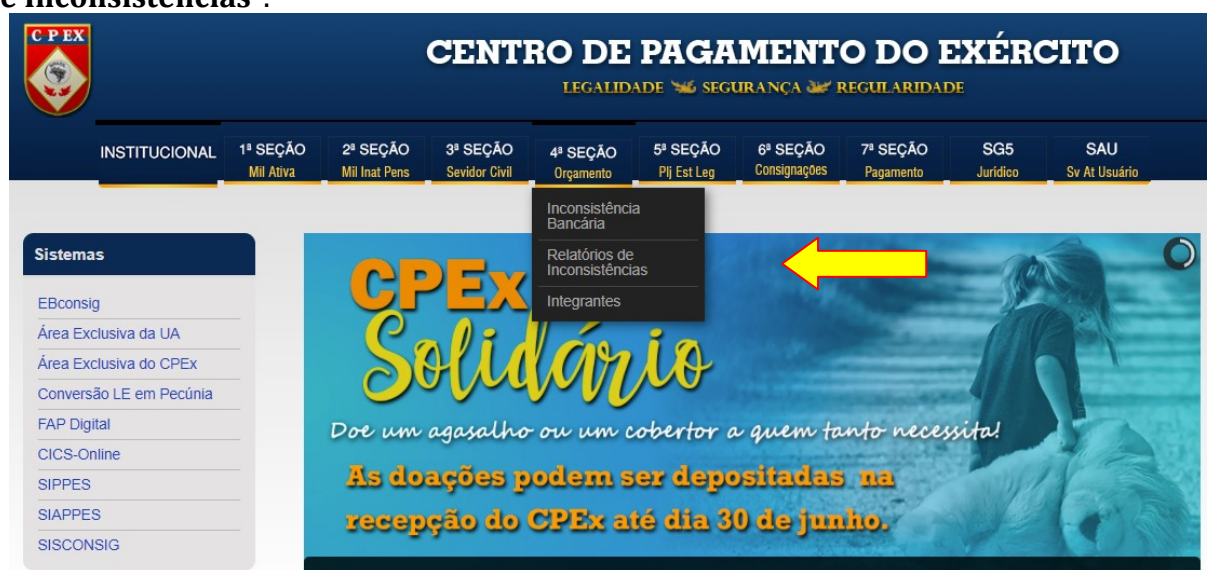 e inconsistências".
C P EX
CENTRO DE PAGAMENTO DO EXÉRCITO
LEGALIDADE SEGURANÇA REGULARIDADE
INSTITUCIONAL
1ª SEÇÃO
Mil Ativa
2ª SEÇÃO
Mil Inat Pens
3ª SEÇÃO
Sevidor Civil
4ª SEÇÃO
Orçamento
5ª SEÇÃO
Plj Est Leg
6ª SEÇÃO
Consignações
7ª SEÇÃO
Pagamento
SG5
Jurídico
SAU
Sv At Usuário
Inconsistência
Bancária
Relatórios de
Inconsistências
Integrantes
Sistemas
EBconsig
Área Exclusiva da UA
Área Exclusiva do CPEx
Conversão LE em Pecúnia
FAP Digital
CICS-Online
SIPPES
SIAPPES
SISCONSIG
CPEx
Solidário
Doe um agasalho ou um cobertor a quem tanto necessita!
As doações podem ser depositadas na
recepção do CPEx até dia 30 de junho.